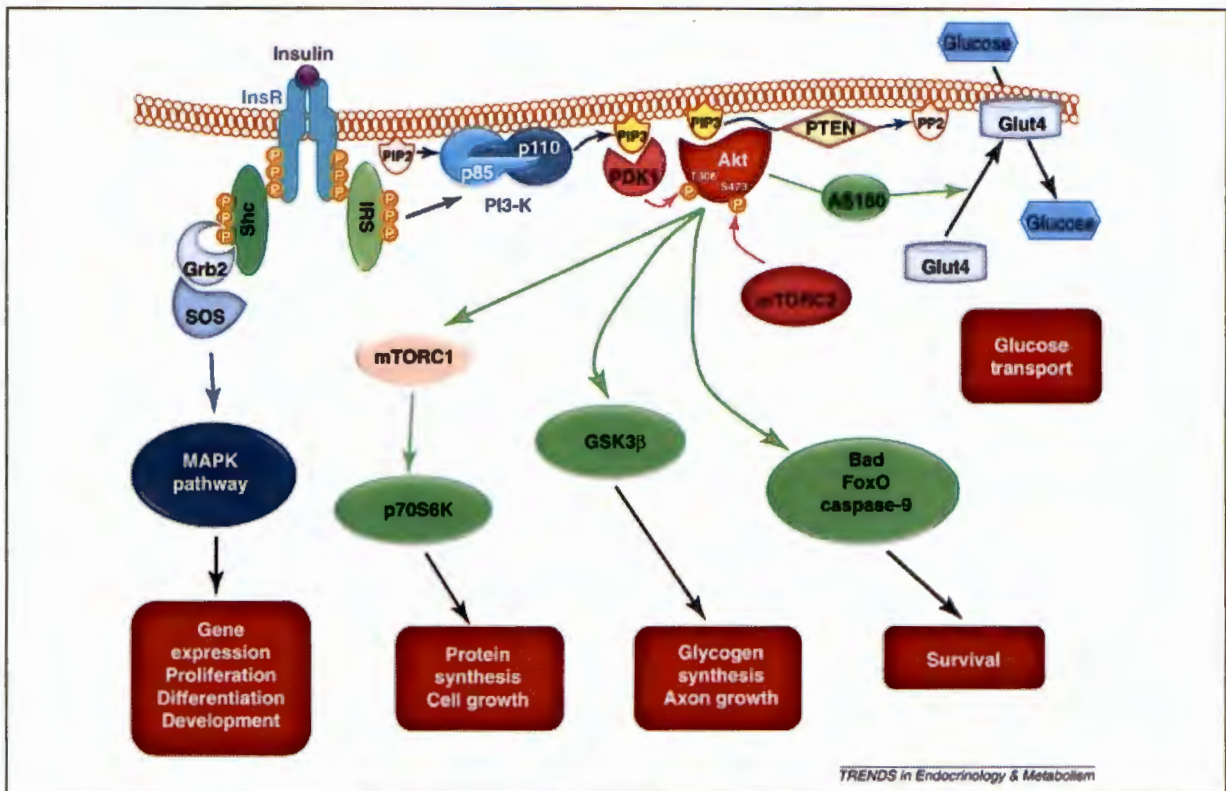 Insulin
Glucose
InsR
PIP2
p85
p110
PI3-K
PIP3
PDK1
PIP3
Akt
T308
S473
PTEN
PP2
Glut4
Glucose
AS160
Glut4
mTORC2
P
P
P
P
P
P
P
P
P
P
P
P
P
P
Shc
IRS
Grb2
SOS
Glucose
transport
mTORC1
GSK3β
MAPK
pathway
p70S6K
Bad
FoxO
caspase-9
Gene
expression
Proliferation
Differentiation
Development
Protein
synthesis
Cell growth
Glycogen
synthesis
Axon growth
Survival
TRENDS in Endocrinology & Metabolism